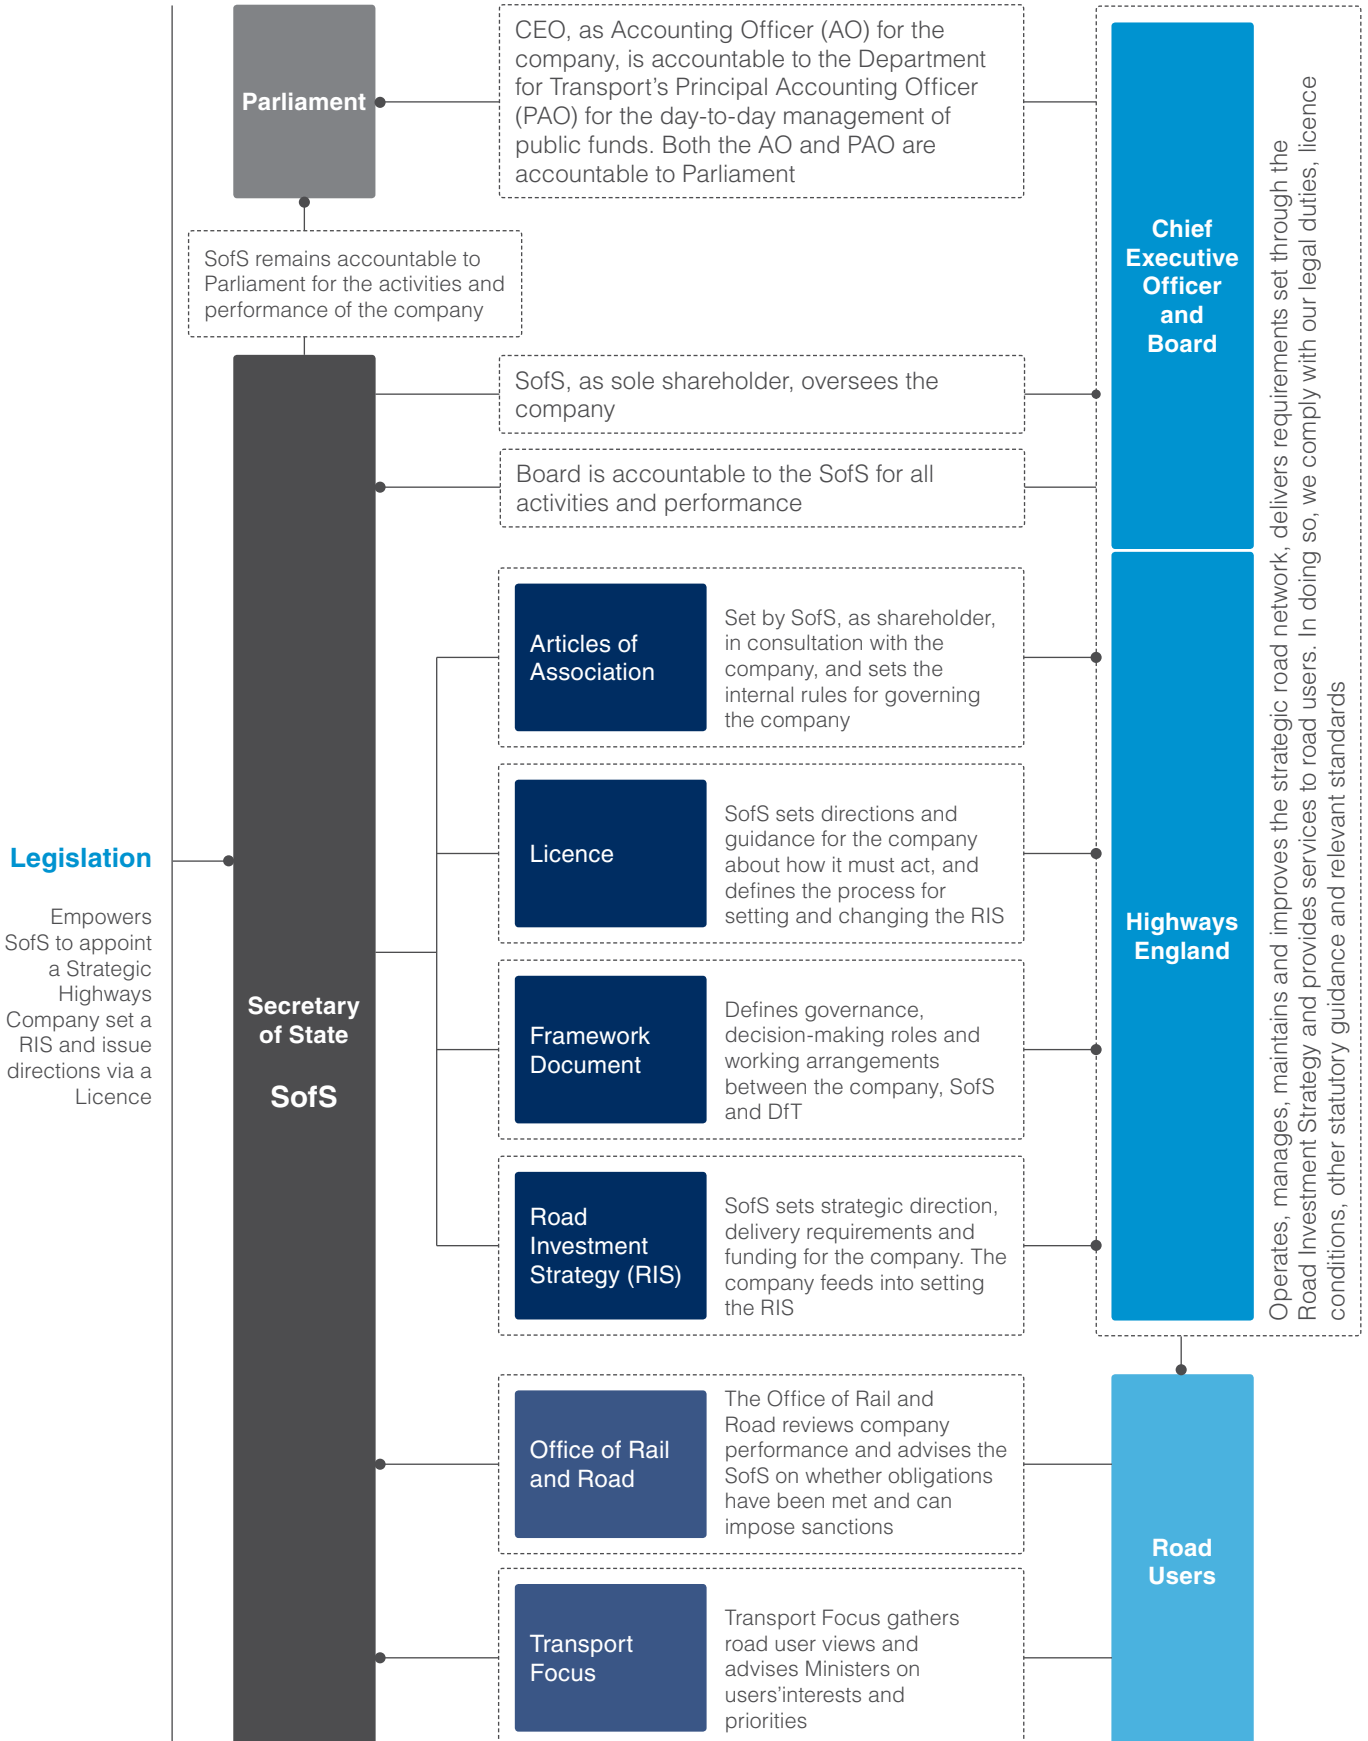 Parliament
CEO, as Accounting Officer (AO) for the
company, is accountable to the Department
for Transport's Principal Accounting Officer
(PAO) for the day-to-day management of
public funds. Both the AO and PAO are
accountable to Parliament
SofS remains accountable to
Parliament for the activities and
performance of the company
Chief
Executive
Officer
and
Board
SofS, as sole shareholder, oversees the
company
Board is accountable to the SofS for all
activities and performance
Articles of
Association
Set by SofS, as shareholder,
in consultation with the
company, and sets the
internal rules for governing
the company
Licence
SofS sets directions and
guidance for the company
about how it must act, and
defines the process for
setting and changing the RIS
Legislation
Empowers
SofS to appoint
a Strategic
Highways
Company set a
RIS and issue
directions via a
Licence
Secretary
of State
SofS
Framework
Document
Defines governance,
decision-making roles and
working arrangements
between the company, SofS
and DfT
Highways
England
Road
Investment
Strategy (RIS)
SofS sets strategic direction,
delivery requirements and
funding for the company. The
company feeds into setting
the RIS
Operates, manages, maintains and improves the strategic road network, delivers requirements set through the
Road Investment Strategy and provides services to road users. In doing so, we comply with our legal duties, licence
conditions, other statutory guidance and relevant standards
Office of Rail
and Road
The Office of Rail and
Road reviews company
performance and advises the
SofS on whether obligations
have been met and can
impose sanctions
Road
Users
Transport
Focus
Transport Focus gathers
road user views and
advises Ministers on
users'interests and
priorities